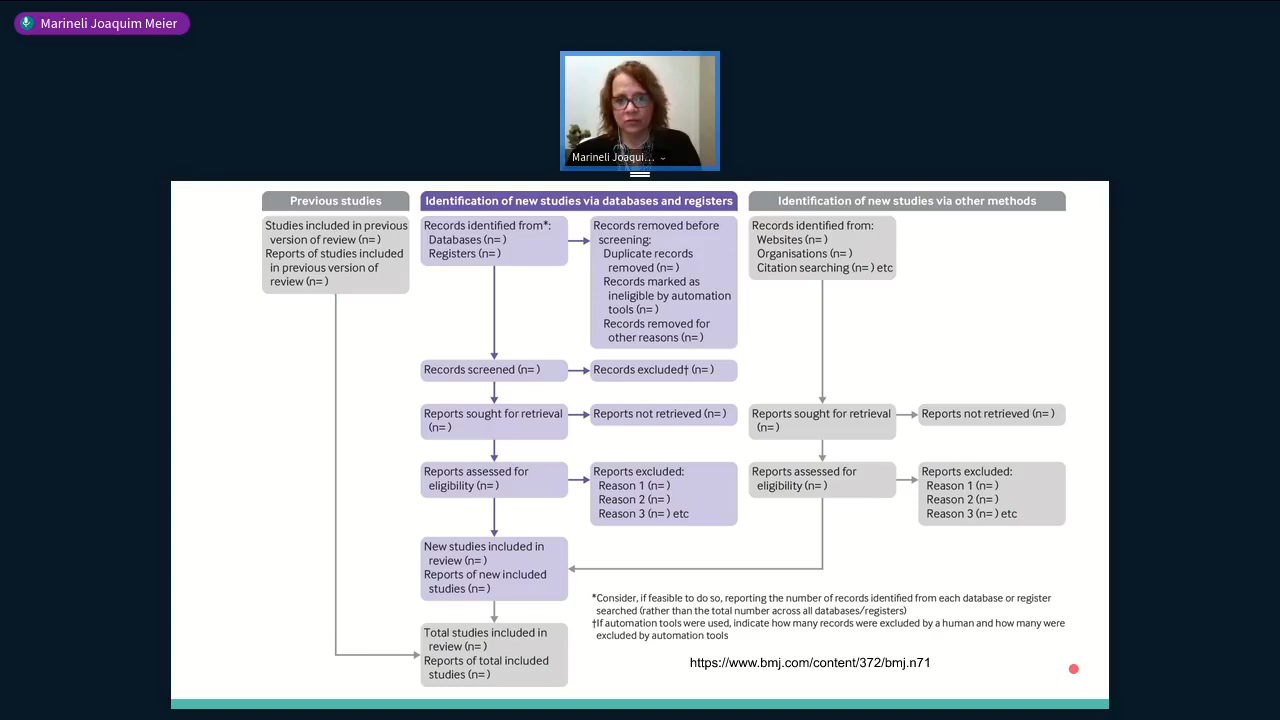 Marineli Joaquim Meier
Marineli Joaqui...
Previous studies
Studies included in previous
version of review (n= )
Reports of studies included
in previous version of
review (n= )
Identification of new studies via databases and registers
Records identified from*:
Databases (n= )
Registers (n= )
Records removed before
screening:
Duplicate records
removed (n= )
Records marked as
ineligible by automation
tools (n= )
Records removed for
other reasons (n= )
Records screened (n= )
Records excluded† (n= )
Reports sought for retrieval
(n= )
Reports not retrieved (n= )
Reports assessed for
eligibility (n= )
Reports excluded:
Reason 1 (n= )
Reason 2 (n= )
Reason 3 (n= ) etc
New studies included in
review (n= )
Reports of new included
studies (n= )
Total studies included in
review (n= )
Reports of total included
studies (n= )
Identification of new studies via other methods
Records identified from:
Websites (n= )
Organisations (n= )
Citation searching (n= ) etc
Reports sought for retrieval
(n= )
Reports not retrieved (n= )
Reports assessed for
eligibility (n= )
Reports excluded:
Reason 1 (n= )
Reason 2 (n= )
Reason 3 (n= ) etc
*Consider, if feasible to do so, reporting the number of records identified from each database or register
searched (rather than the total number across all databases/registers)
†If automation tools were used, indicate how many records were excluded by a human and how many were
excluded by automation tools
https://www.bmj.com/content/372/bmj.n71